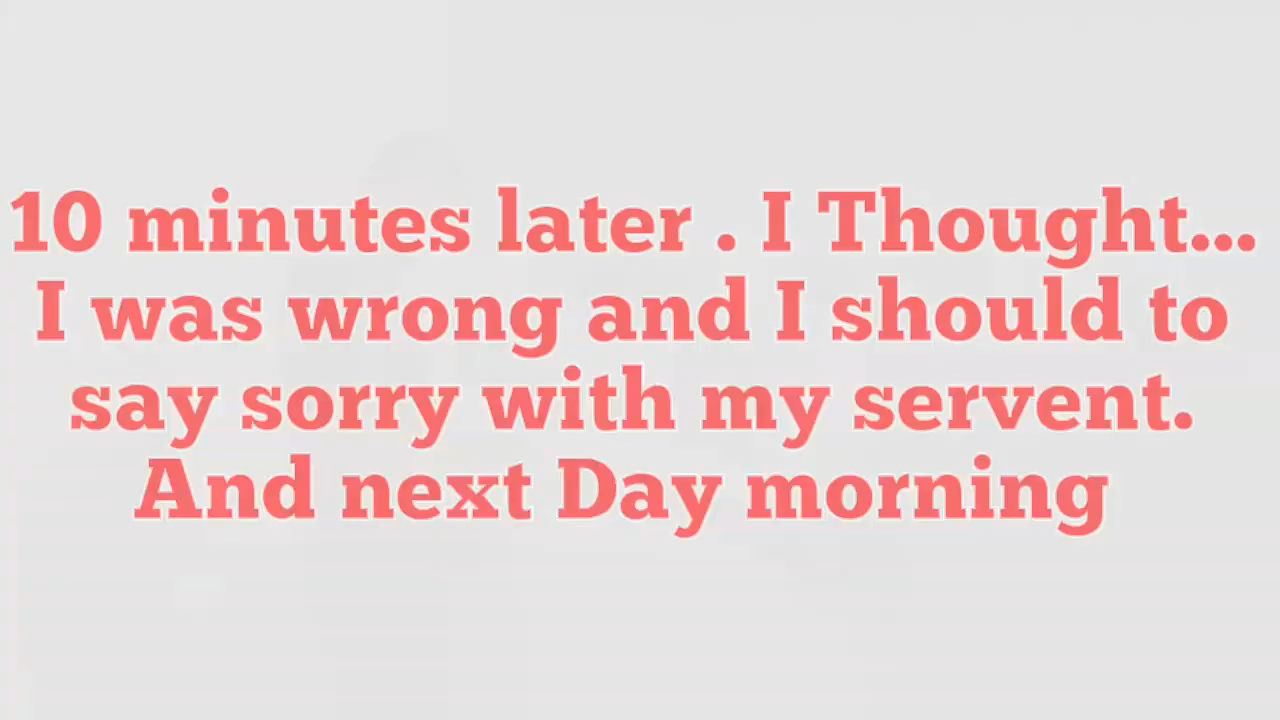 10 minutes later . I Thought...
I was wrong and I should to
say sorry with my servent.
And next Day morning